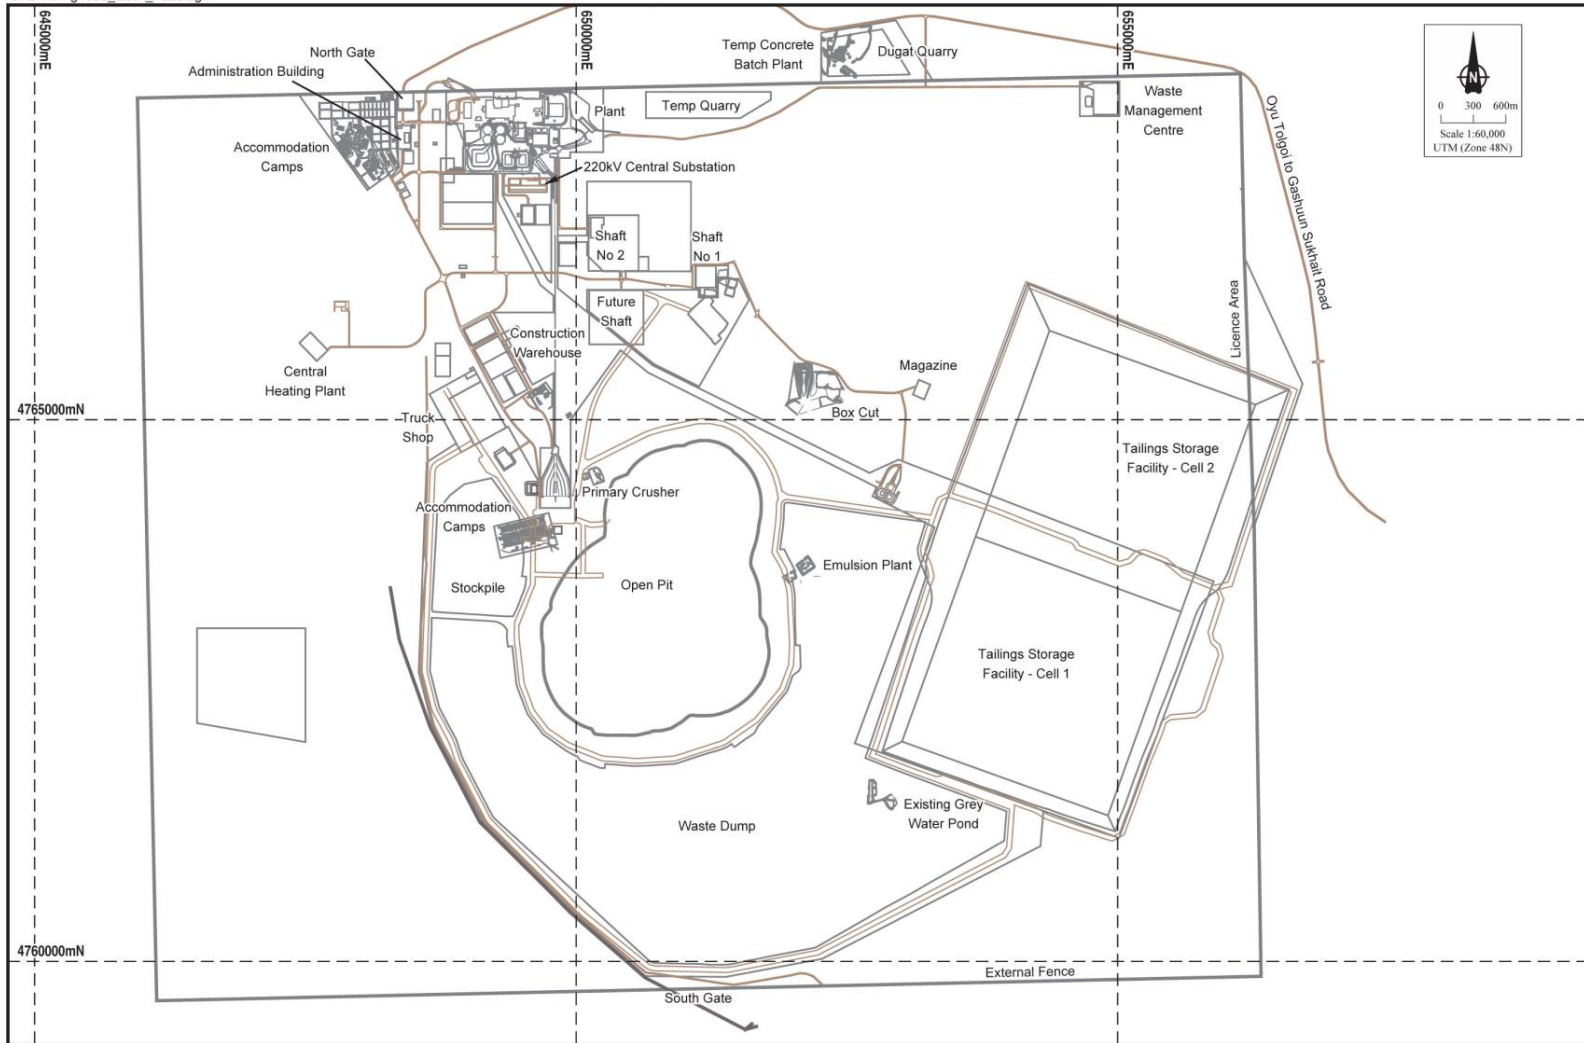 645000mE
650000mE
655000mE
North Gate
Administration Building
Accommodation
Camps
Plant
Temp Quarry
Temp Concrete
Batch Plant
Dugat Quarry
Waste
Management
Centre
N
0 300 600m
Scale 1:60,000
UTM (Zone 48N)
Oyu Tolgoi to Gashuun Sukhait Road
Licence Area
220kV Central Substation
Shaft
No 2
Shaft
No 1
Future
Shaft
Construction
Warehouse
Central
Heating Plant
Magazine
Box Cut
4765000mN
Truck
Shop
Tailings Storage
Facility - Cell 2
Primary Crusher
Accommodation
Camps
Emulsion Plant
Stockpile
Open Pit
Tailings Storage
Facility - Cell 1
Existing Grey
Water Pond
Waste Dump
4760000mN
External Fence
South Gate